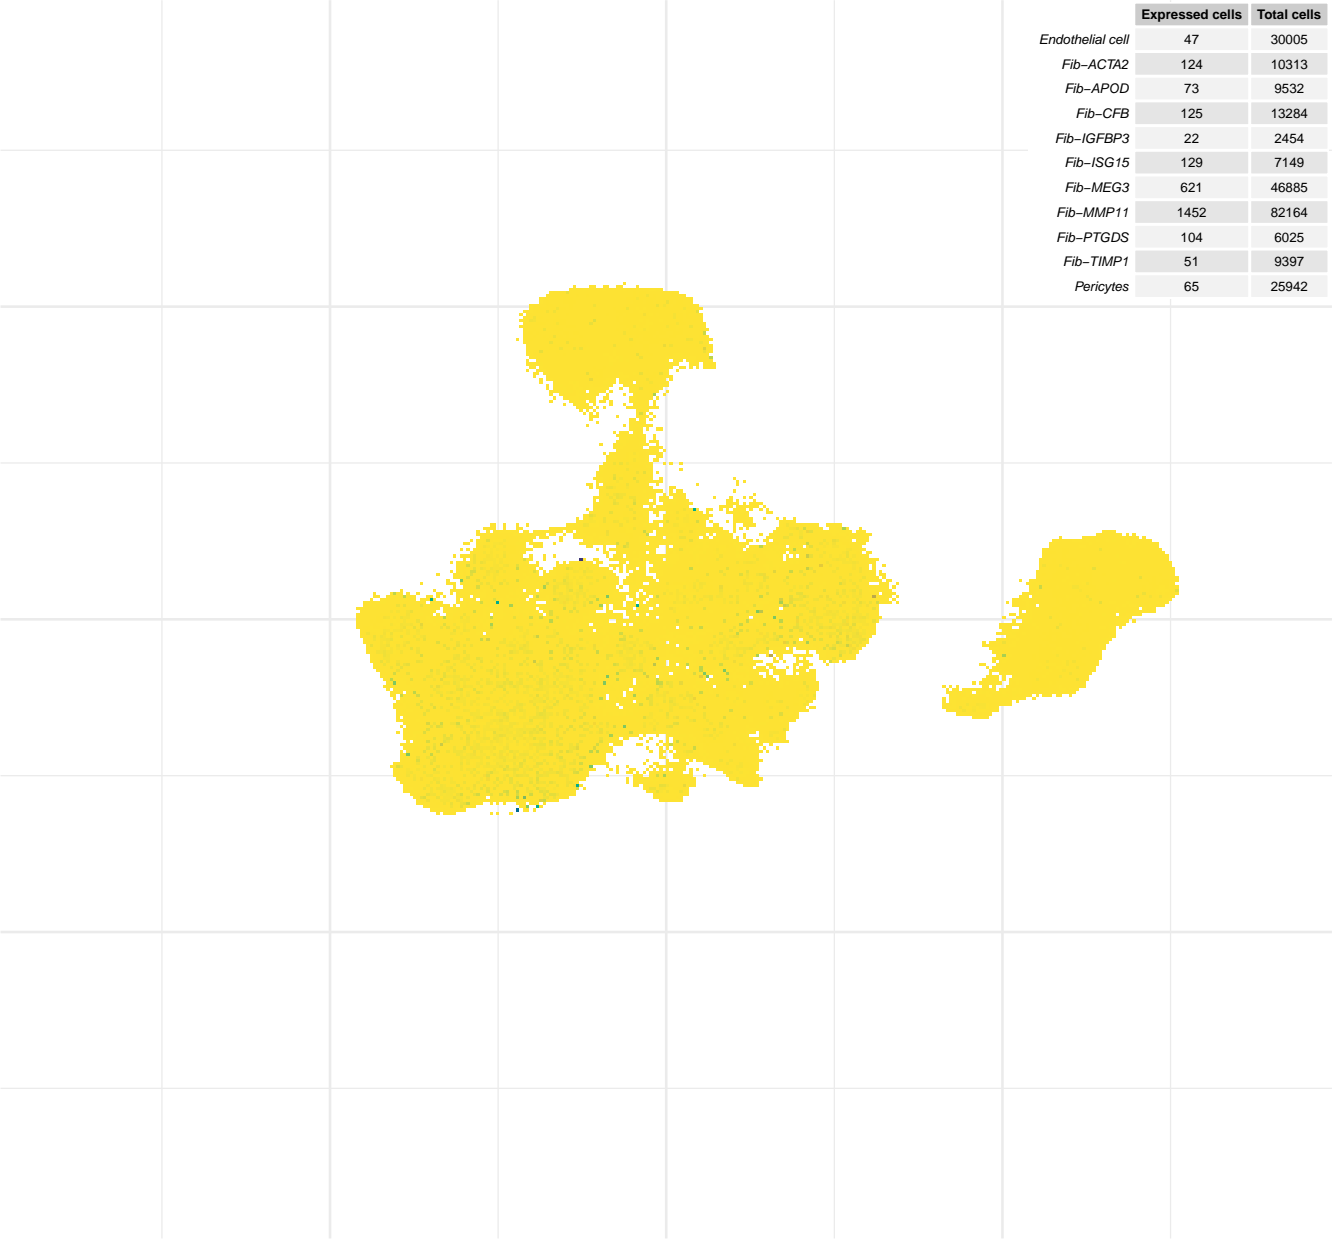 Expressed cells Total cells
Endothelial cell 47 30005
Fib−ACTA2 124 10313
Fib−APOD 73 9532
Fib−CFB 125 13284
Fib−IGFBP3 22 2454
Fib−ISG15 129 7149
Fib−MEG3 621 46885
Fib−MMP11 1452 82164
Fib−PTGDS 104 6025
Fib−TIMP1 51 9397
Pericytes 65 25942